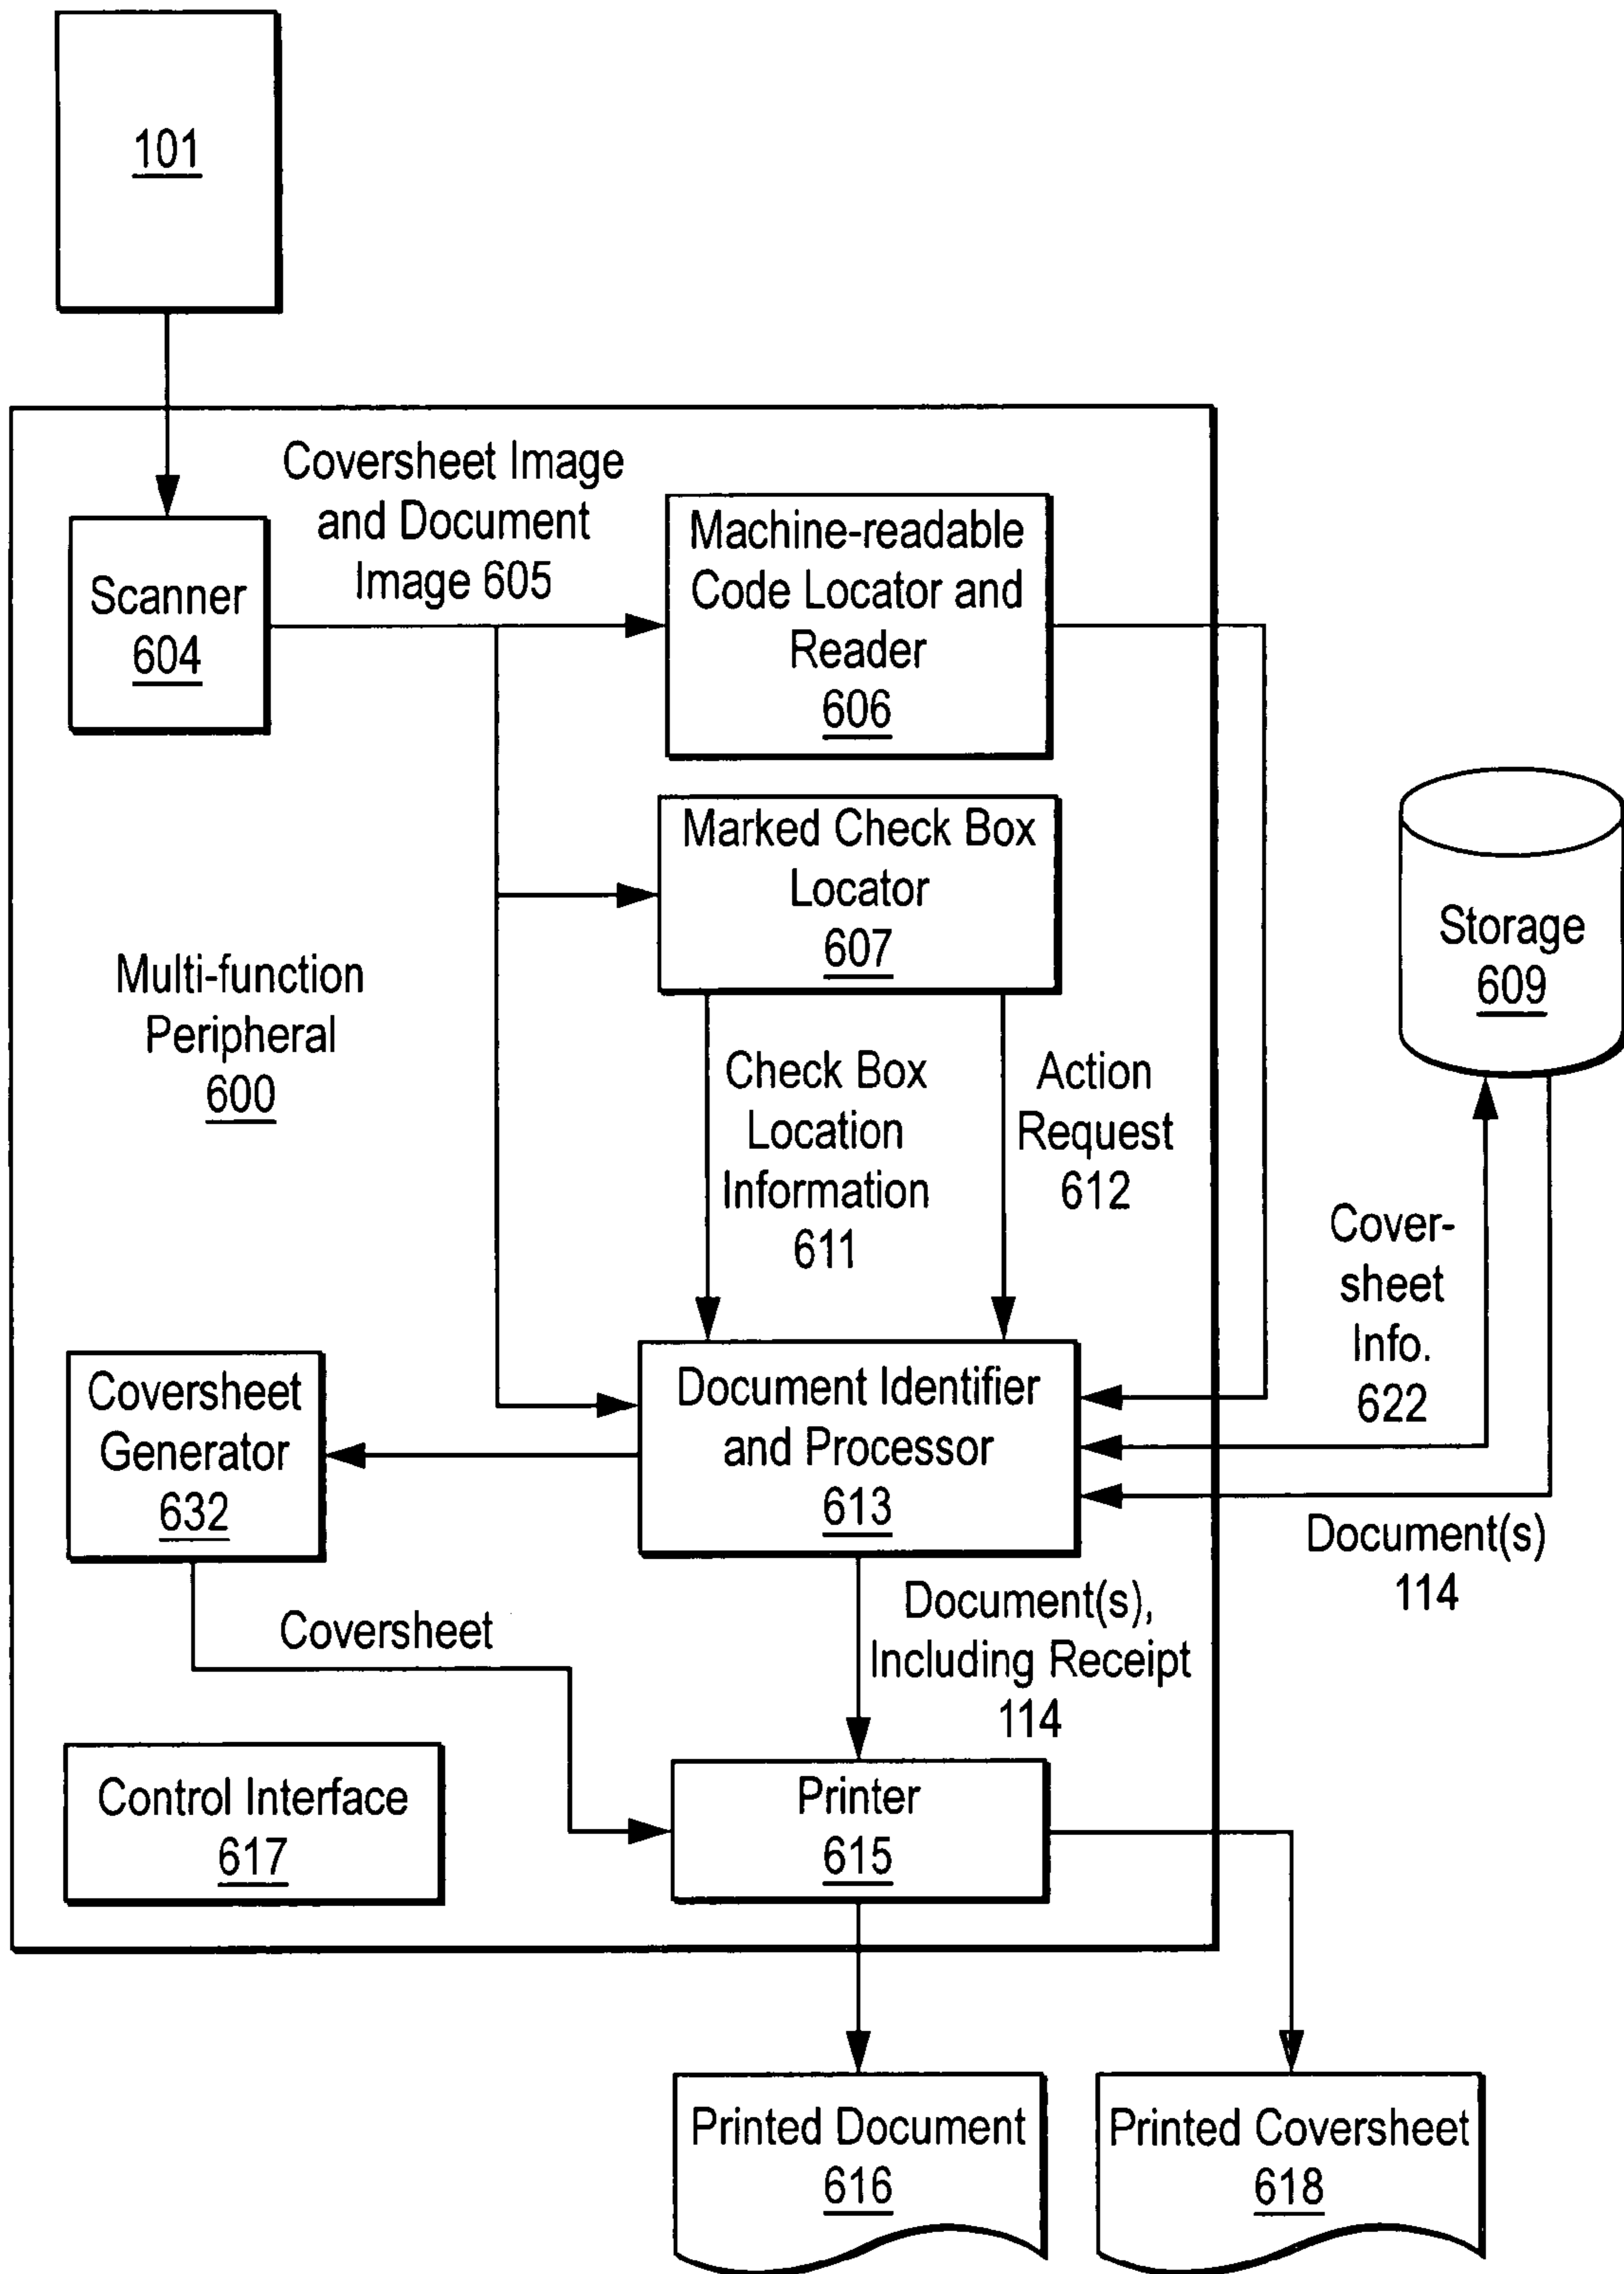 101
Coversheet Image
and Document
Image 605
Scanner
604
Machine-readable
Code Locator and
Reader
606
Marked Check Box
Locator
607
Storage
609
Multi-function
Peripheral
600
Check Box
Location
Information
611
Action
Request
612
Cover-
sheet
Info.
622
Coversheet
Generator
632
Document Identifier
and Processor
613
Document(s)
114
Coversheet
Document(s),
Including Receipt
114
Control Interface
617
Printer
615
Printed Document
616
Printed Coversheet
618